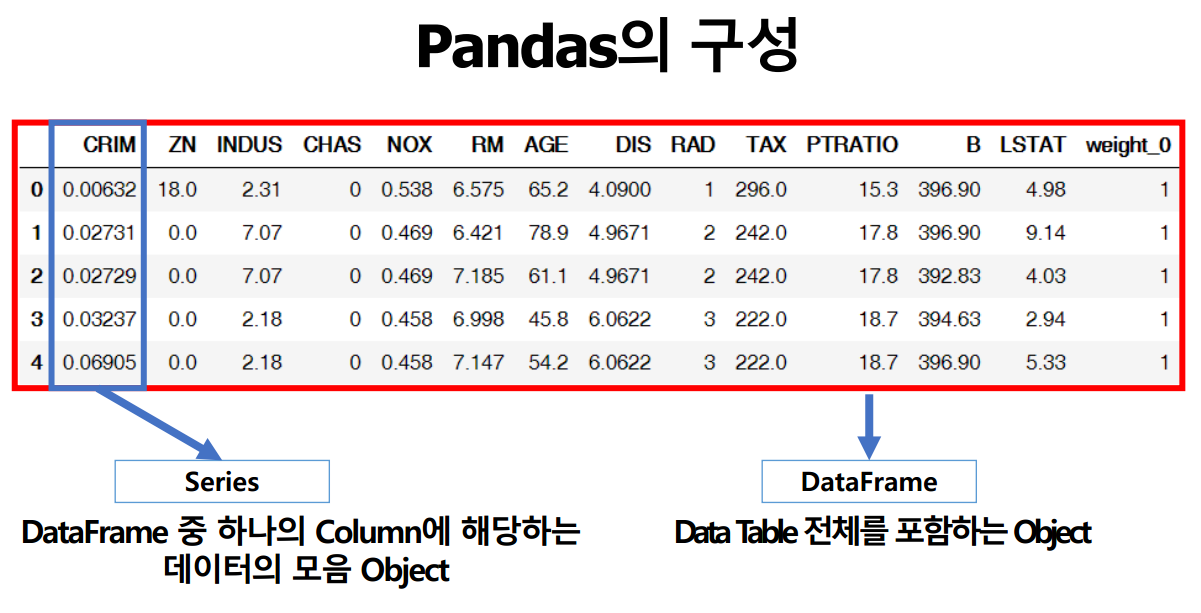 Pandas의 구성
CRIM ZN INDUS CHAS NOX RM AGE DIS RAD TAX PTRATIO B LSTAT weight_0
0 0.00632 18.0 2.31 0 0.538 6.575 65.2 4.0900 1 296.0 15.3 396.90 4.98 1
1 0.02731 0.0 7.07 0 0.469 6.421 78.9 4.9671 2 242.0 17.8 396.90 9.14 1
2 0.02729 0.0 7.07 0 0.469 7.185 61.1 4.9671 2 242.0 17.8 392.83 4.03 1
3 0.03237 0.0 2.18 0 0.458 6.998 45.8 6.0622 3 222.0 18.7 394.63 2.94 1
4 0.06905 0.0 2.18 0 0.458 7.147 54.2 6.0622 3 222.0 18.7 396.90 5.33 1
Series
DataFrame 중 하나의 Column에 해당하는
데이터의 모음 Object
DataFrame
Data Table 전체를 포함하는 Object